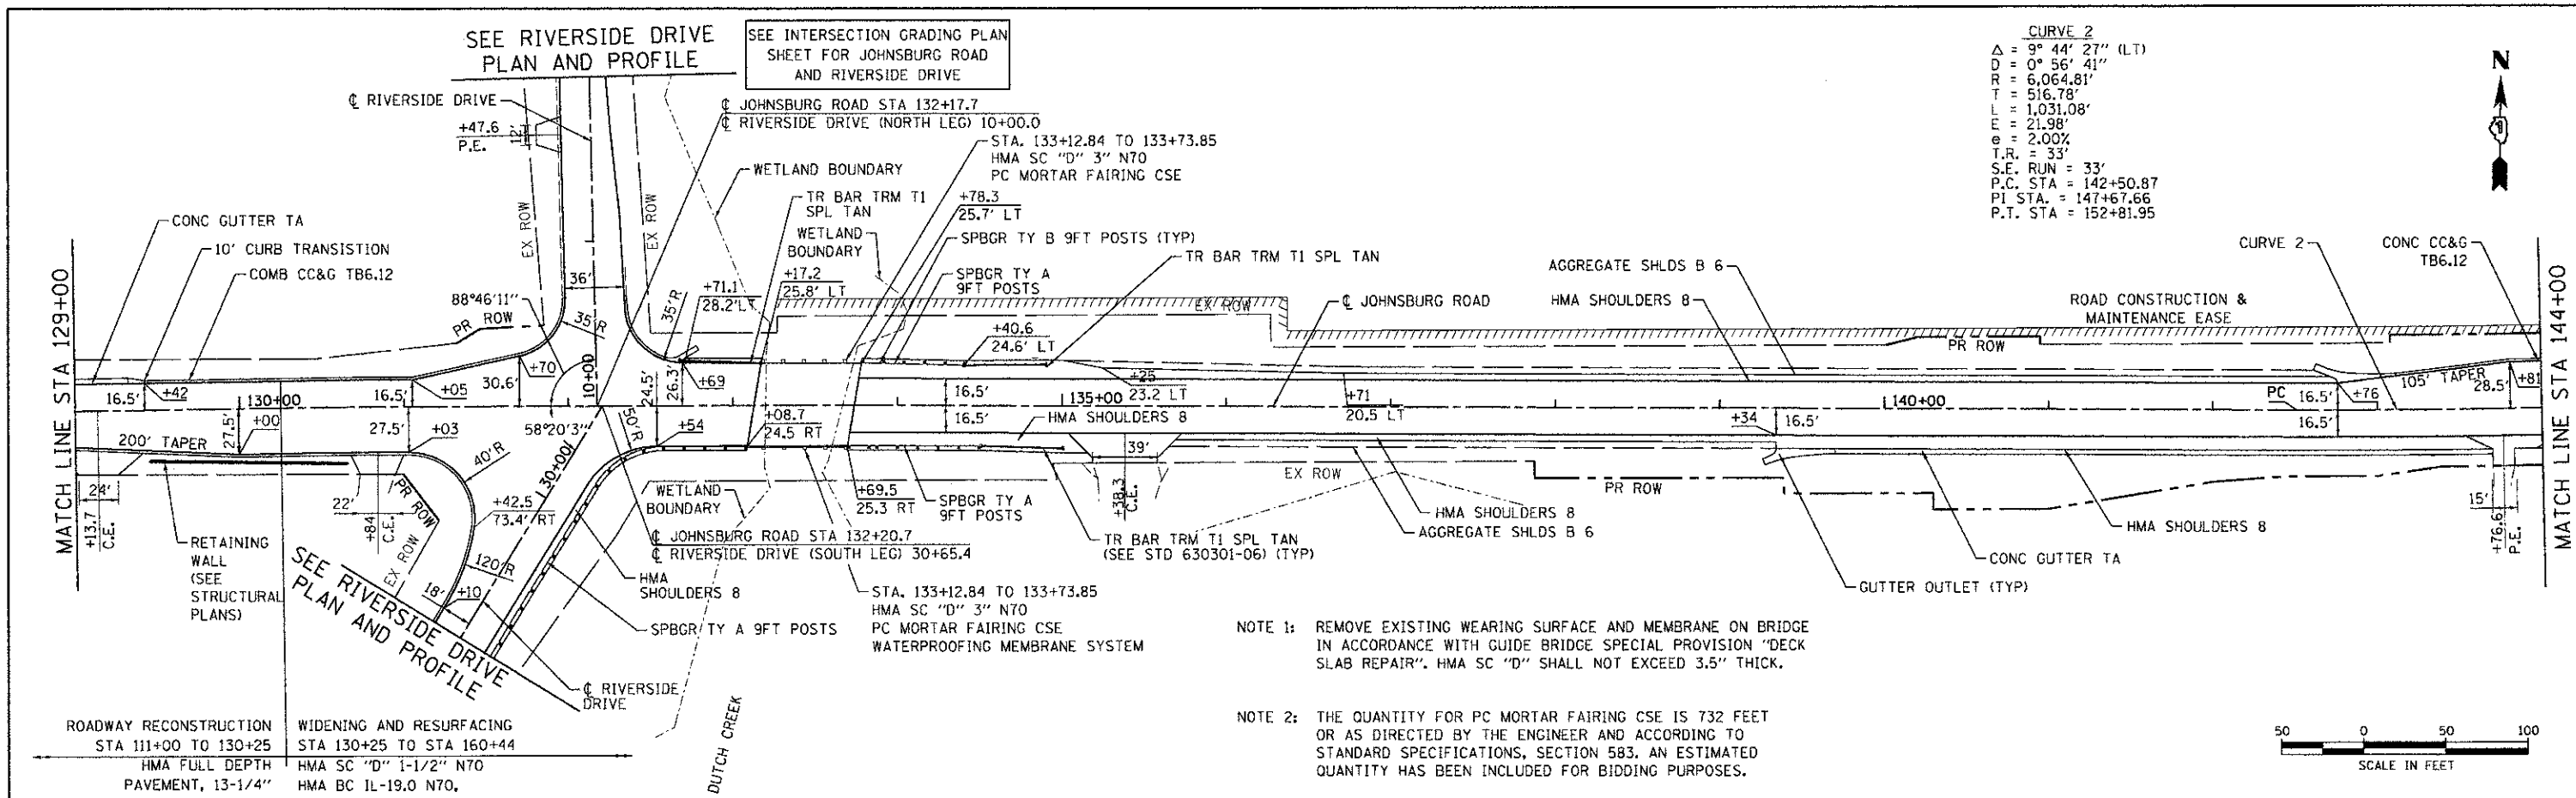 SEE RIVERSIDE DRIVE
PLAN AND PROFILE
SEE INTERSECTION GRADING PLAN
SHEET FOR JOHNSBURG ROAD
AND RIVERSIDE DRIVE
℄ RIVERSIDE DRIVE
+47.6
P.E.
12'
EX ROW
EX ROW
℄ JOHNSBURG ROAD STA 132+17.7
℄ RIVERSIDE DRIVE (NORTH LEG) 10+00.0
STA. 133+12.84 TO 133+73.85
HMA SC "D" 3" N70
PC MORTAR FAIRING CSE
WETLAND BOUNDARY
TR BAR TRM T1
SPL TAN
+78.3
25.7' LT
WETLAND
BOUNDARY
SPBGR TY B 9FT POSTS (TYP)
SPBGR TY A
9FT POSTS
TR BAR TRM T1 SPL TAN
+17.2
25.8' LT
+71.1
28.2' LT
+40.6
24.6' LT
EX ROW
℄ JOHNSBURG ROAD
AGGREGATE SHLDS B 6
HMA SHOULDERS 8
ROAD CONSTRUCTION &
MAINTENANCE EASE
PR ROW
CURVE 2
CONC CC&G
TB6.12
CURVE 2
Δ = 9° 44' 27" (LT)
D = 0° 56' 41"
R = 6,064.81'
T = 516.78'
L = 1,031.08'
E = 21.98'
e = 2.00%
T.R. = 33'
S.E. RUN = 33'
P.C. STA = 142+50.87
PI STA. = 147+67.66
P.T. STA = 152+81.95
N
MATCH LINE STA 129+00
MATCH LINE STA 144+00
CONC GUTTER TA
10' CURB TRANSISTION
COMB CC&G TB6.12
88°46'11"
36'
35'R
35'R
PR ROW
16.5'
+42
130+00
16.5'
+05
30.6'
+70
10+00
24.5'
26.3'
+69
16.5'
16.5'
135+00
+25
23.2 LT
+71
20.5 LT
140+00
+34
16.5'
PC
16.5'
16.5'
+76
105' TAPER
28.5'
+81
200' TAPER
27.5'
+00
27.5'
+03
58°20'3"
50'R
+54
+08.7
24.5 RT
HMA SHOULDERS 8
39'
+38.3
C.E.
40'R
130+00
24'
+13.7
C.E.
22'
+84
C.E.
PR ROW
EX ROW
+42.5
73.4' RT
120'R
18'
+10
WETLAND
BOUNDARY
+69.5
25.3 RT
SPBGR TY A
9FT POSTS
EX ROW
PR ROW
HMA SHOULDERS 8
AGGREGATE SHLDS B 6
TR BAR TRM T1 SPL TAN
(SEE STD 630301-06) (TYP)
HMA SHOULDERS 8
CONC GUTTER TA
GUTTER OUTLET (TYP)
15'
+76.6
P.E.
RETAINING
WALL
(SEE
STRUCTURAL
PLANS)
SEE RIVERSIDE DRIVE
PLAN AND PROFILE
℄ JOHNSBURG ROAD STA 132+20.7
℄ RIVERSIDE DRIVE (SOUTH LEG) 30+65.4
HMA
SHOULDERS 8
SPBGR TY A 9FT POSTS
STA. 133+12.84 TO 133+73.85
HMA SC "D" 3" N70
PC MORTAR FAIRING CSE
WATERPROOFING MEMBRANE SYSTEM
℄ RIVERSIDE
DRIVE
DUTCH CREEK
NOTE 1: REMOVE EXISTING WEARING SURFACE AND MEMBRANE ON BRIDGE
IN ACCORDANCE WITH GUIDE BRIDGE SPECIAL PROVISION "DECK
SLAB REPAIR". HMA SC "D" SHALL NOT EXCEED 3.5" THICK.
NOTE 2: THE QUANTITY FOR PC MORTAR FAIRING CSE IS 732 FEET
OR AS DIRECTED BY THE ENGINEER AND ACCORDING TO
STANDARD SPECIFICATIONS, SECTION 583. AN ESTIMATED
QUANTITY HAS BEEN INCLUDED FOR BIDDING PURPOSES.
ROADWAY RECONSTRUCTION
STA 111+00 TO 130+25
HMA FULL DEPTH
PAVEMENT, 13-1/4"
WIDENING AND RESURFACING
STA 130+25 TO STA 160+44
HMA SC "D" 1-1/2" N70
HMA BC IL-19.0 N70,
50 0 50 100
SCALE IN FEET